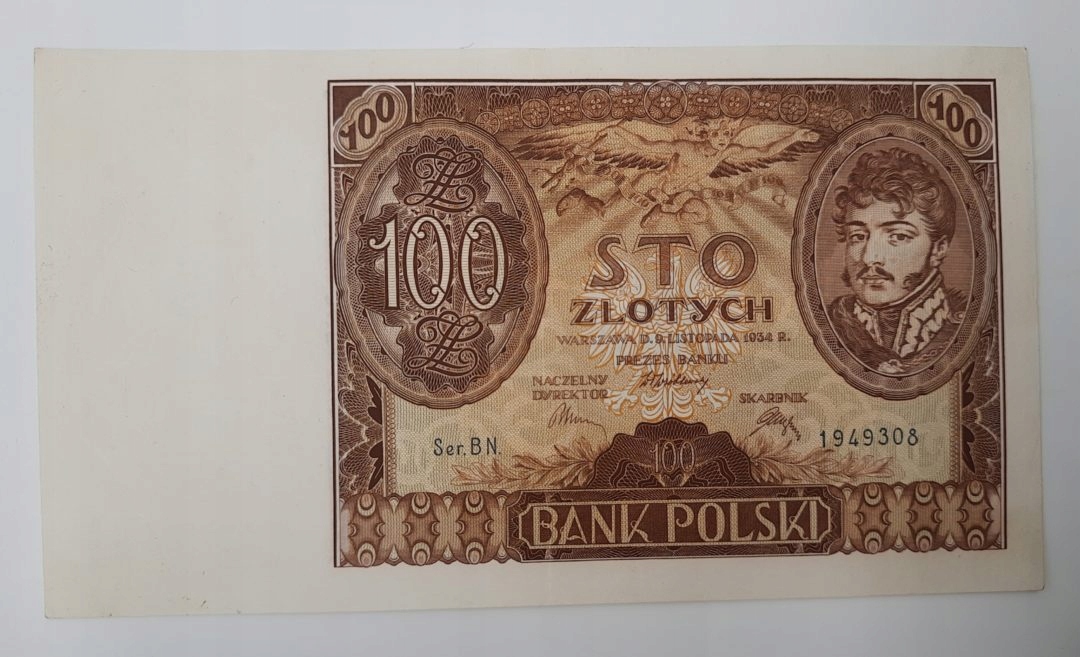 100
100
100
STO
ZŁOTYCH
WARSZAWA D. 9. LISTOPADA 1934 R.
PREZES BANKU
NACZELNY
DYREKTOR
SKARBNIK
Ser. BN.
1949308
100
BANK POLSKI